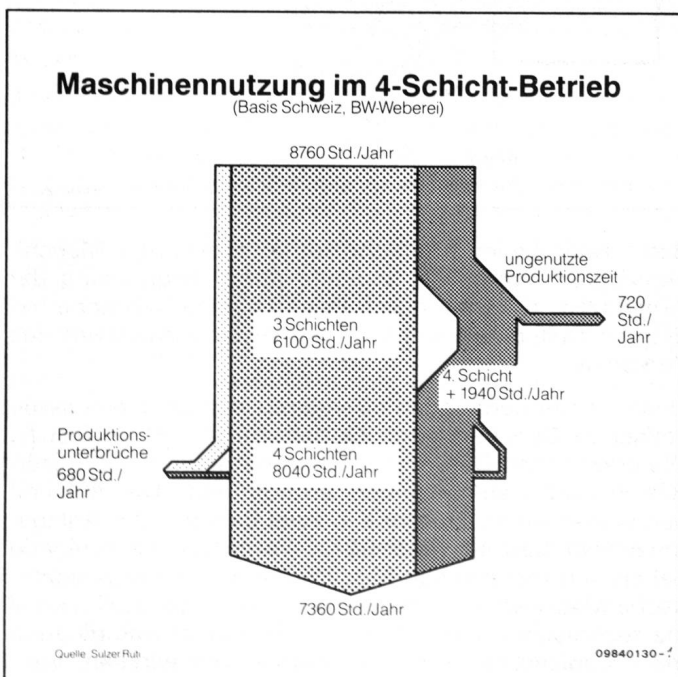 Maschinennutzung im 4-Schicht-Betrieb
(Basis Schweiz, BW-Weberei)
8760 Std./Jahr
ungenutzte
Produktionszeit
720
Std./
Jahr
3 Schichten
6100 Std./Jahr
4. Schicht
+ 1940 Std./Jahr
Produktions-
unterbrüche
680 Std./
Jahr
4 Schichten
8040 Std./Jahr
7360 Std./Jahr
Quelle: Sulzer Rüti
09840130-